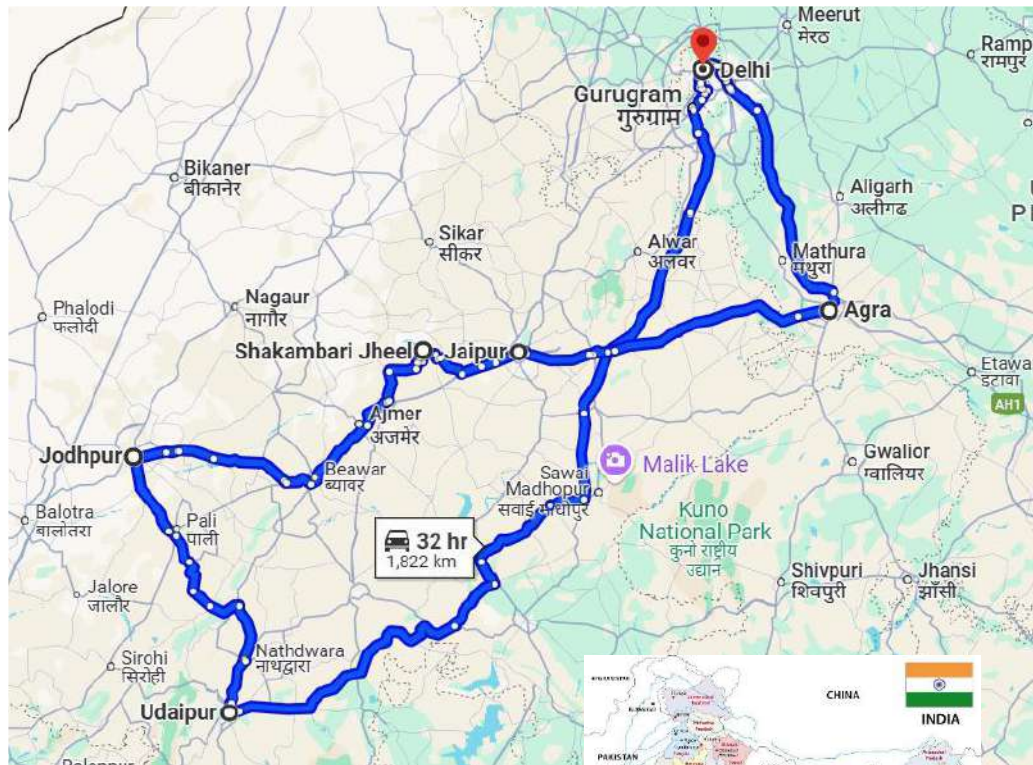 Meerut
मेरठ
Delhi
Ramp
रामपुर
Gurugram
गुरुग्राम
Bikaner
बीकानेर
Aligarh
अलीगढ
Sikar
सीकर
Alwar
अलवर
Mathura
मथुरा
Phalodi
फलोदी
Nagaur
नागौर
Agra
Shakambari Jheel
Jaipur
Etawa
इटावा
AH1
Ajmer
अजमेर
Jodhpur
Beawar
ब्यावर
Sawai
Madhopur
सवाई माधोपुर
Malik Lake
Gwalior
ग्वालियर
Balotra
बालोतरा
Pali
पाली
Kuno
National Park
कुनो राष्ट्रीय
उद्यान
32 hr
1,822 km
Jalore
जालौर
Shivpuri
शिवपुरी
Jhansi
झाँसी
Sirohi
सिरोही
Nathdwara
नाथद्वारा
Udaipur
CHINA
INDIA
PAKISTAN